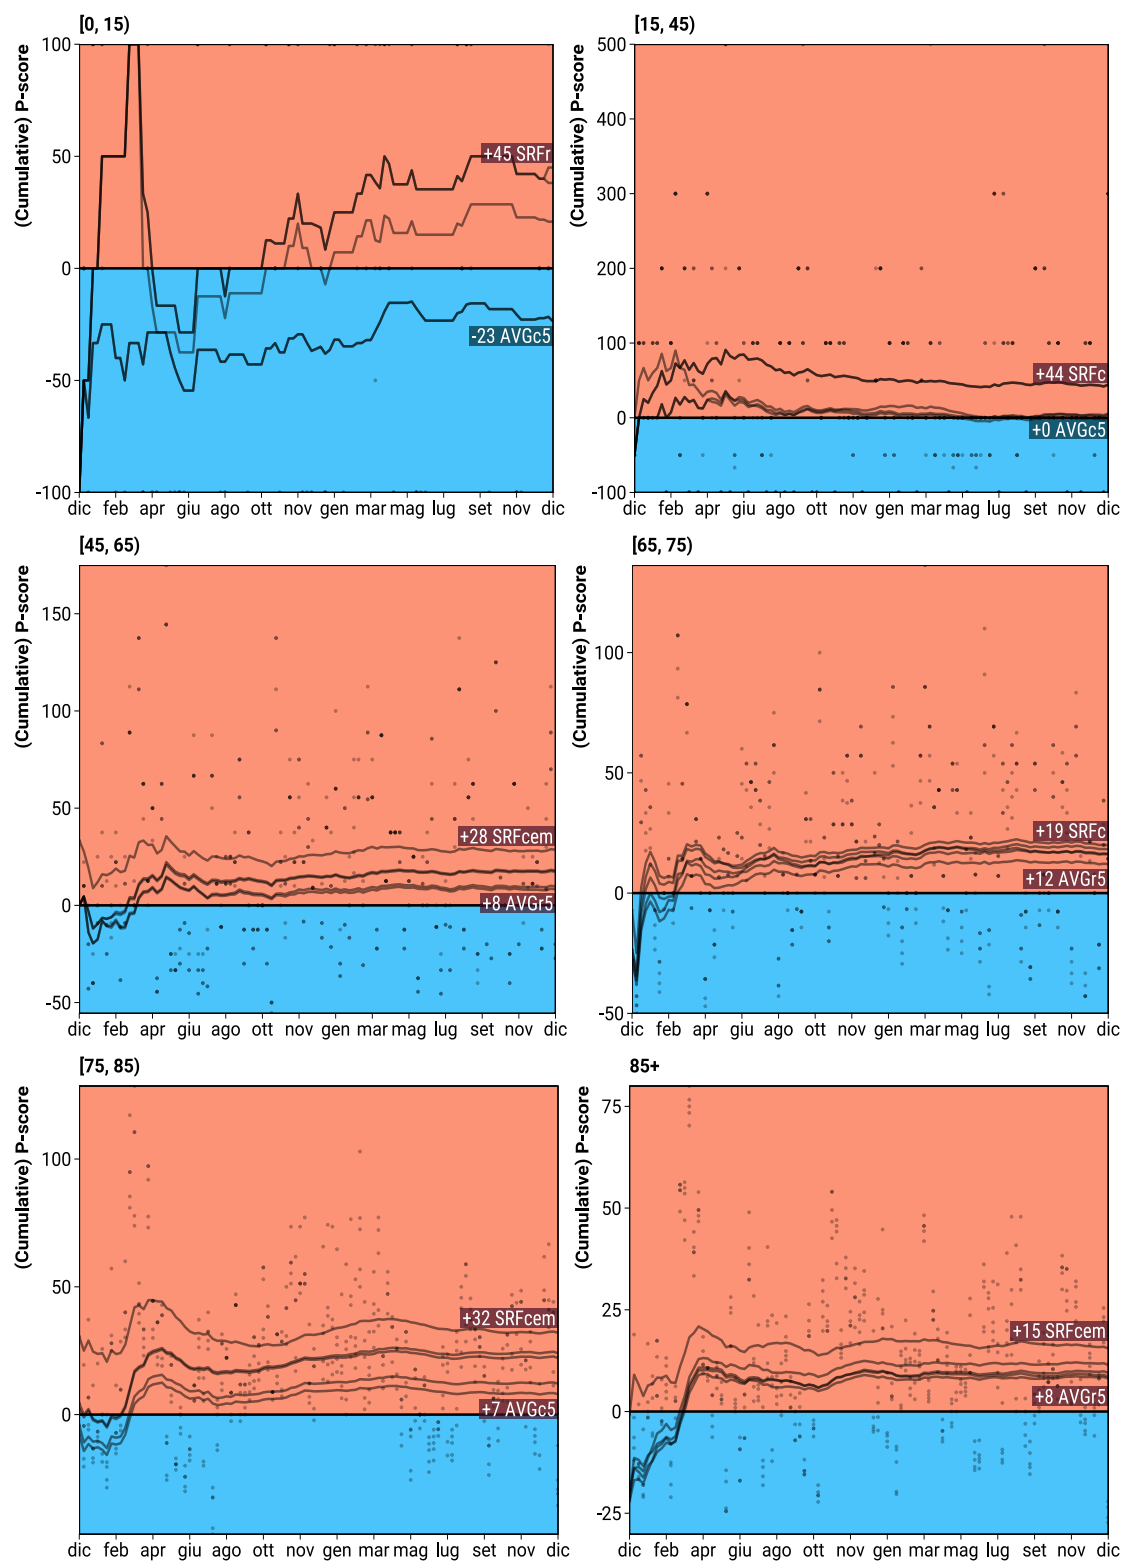 [0, 15)
(Cumulative) P-score
100
50
0
-50
-100
+45 SRFr
-23 AVGc5
dic feb apr giu ago ott nov gen mar mag lug set nov dic
[15, 45)
(Cumulative) P-score
500
400
300
200
100
0
-100
+44 SRFc
+0 AVGc5
dic feb apr giu ago ott nov gen mar mag lug set nov dic
[45, 65)
(Cumulative) P-score
150
100
50
0
-50
+28 SRFcem
+8 AVGr5
dic feb apr giu ago ott nov gen mar mag lug set nov dic
[65, 75)
(Cumulative) P-score
100
50
0
-50
+19 SRFc
+12 AVGr5
dic feb apr giu ago ott nov gen mar mag lug set nov dic
[75, 85)
(Cumulative) P-score
100
50
0
+32 SRFcem
+7 AVGc5
dic feb apr giu ago ott nov gen mar mag lug set nov dic
85+
(Cumulative) P-score
75
50
25
0
-25
+15 SRFcem
+8 AVGr5
dic feb apr giu ago ott nov gen mar mag lug set nov dic